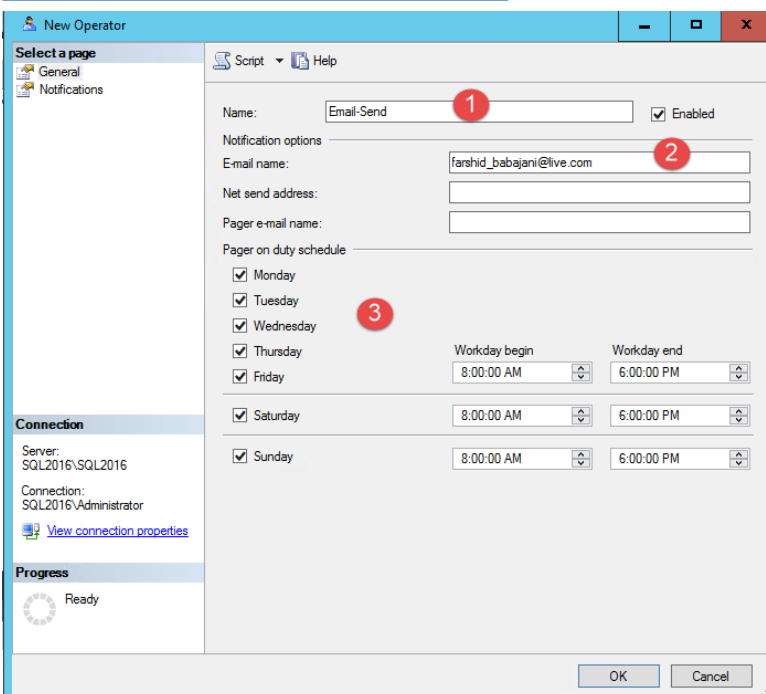 New Operator
Select a page
General
Notifications
Script Help
Name: Email-Send 1 Enabled
Notification options
E-mail name: farshid_babajani@live.com 2
Net send address:
Pager e-mail name:
Pager on duty schedule
Monday
Tuesday
Wednesday 3
Thursday Workday begin Workday end
Friday 8:00:00 AM 6:00:00 PM
Saturday 8:00:00 AM 6:00:00 PM
Sunday 8:00:00 AM 6:00:00 PM
Connection
Server:
SQL2016\SQL2016
Connection:
SQL2016\Administrator
View connection properties
Progress
Ready
OK Cancel